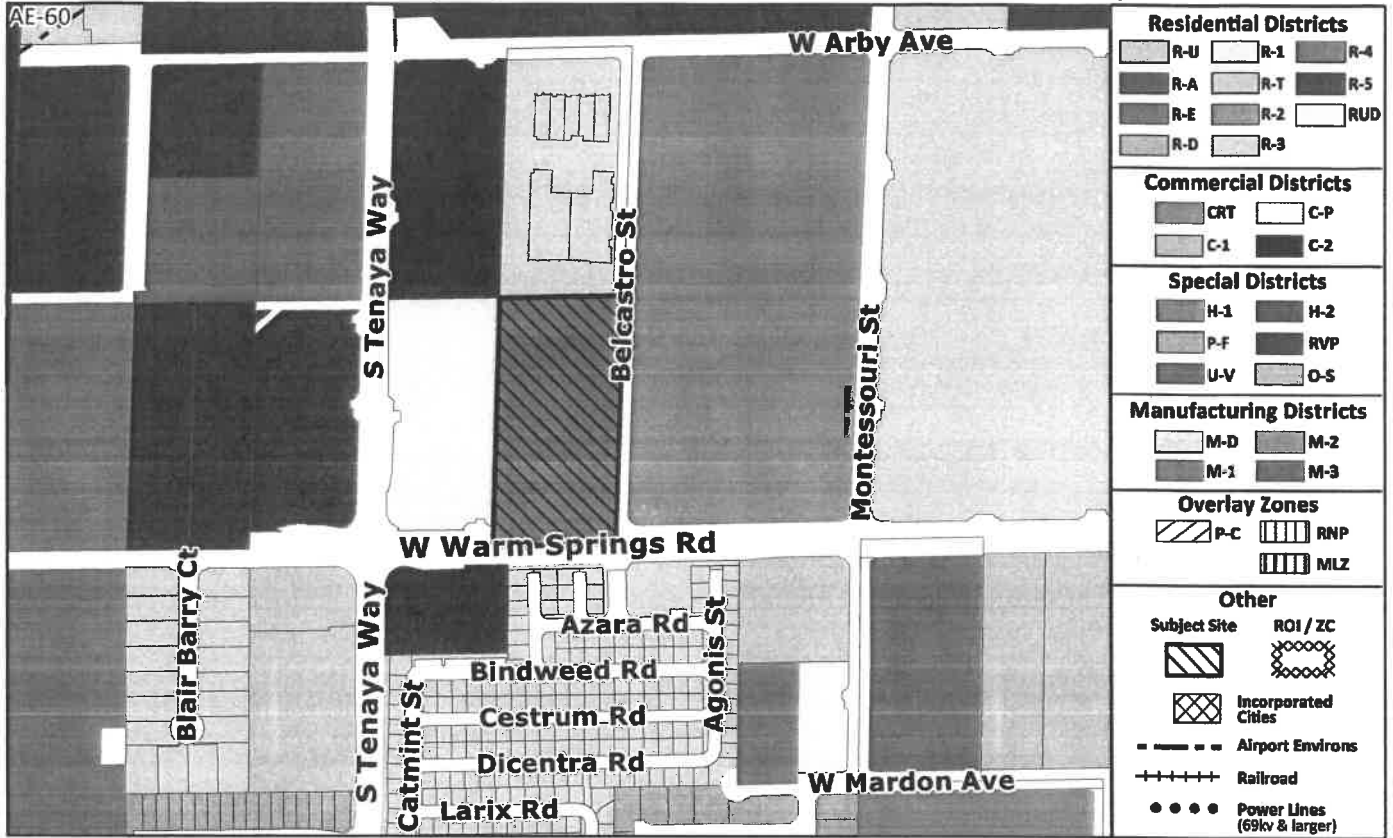 AE-60
W Arby Ave
S Tenaya Way
Belcastro St
Montessouri St
W Warm Springs Rd
Blair Barry Ct
S Tenaya Way
Catmint St
Azara Rd
Bindweed Rd
Agonis St
Cestrum Rd
Dicentra Rd
Larix Rd
W Mardon Ave
Residential Districts
R-U R-1 R-4
R-A R-T R-5
R-E R-2 RUD
R-D R-3
Commercial Districts
CRT C-P
C-1 C-2
Special Districts
H-1 H-2
P-F RVP
U-V O-S
Manufacturing Districts
M-D M-2
M-1 M-3
Overlay Zones
P-C RNP
MLZ
Other
Subject Site ROI / ZC
Incorporated
Cities
Airport Environs
Railroad
Power Lines
(69kv & larger)